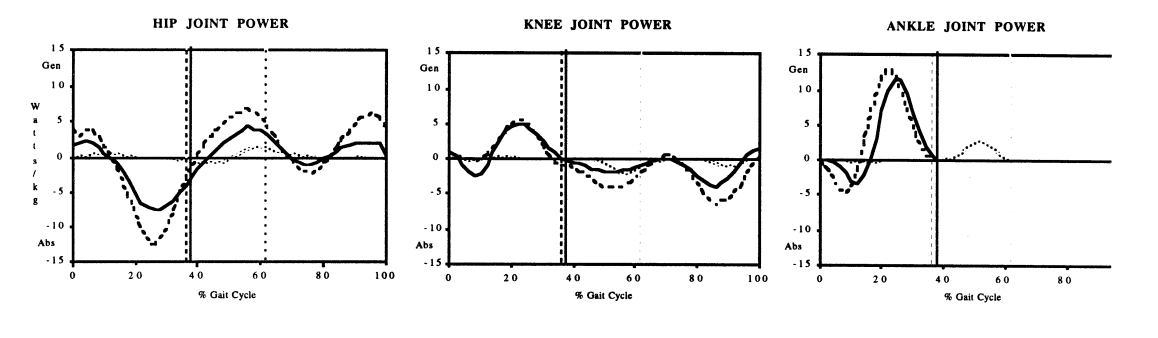 HIP JOINT POWER
15
Gen
10
5
0
-5
-10
Abs
-15
Watts/kg
0 20 40 60 80 100
% Gait Cycle
KNEE JOINT POWER
15
Gen
10
5
0
-5
-10
Abs
-15
0 20 40 60 80 100
% Gait Cycle
ANKLE JOINT POWER
15
Gen
10
5
0
-5
-10
Abs
-15
0 20 40 60 80
% Gait Cycle